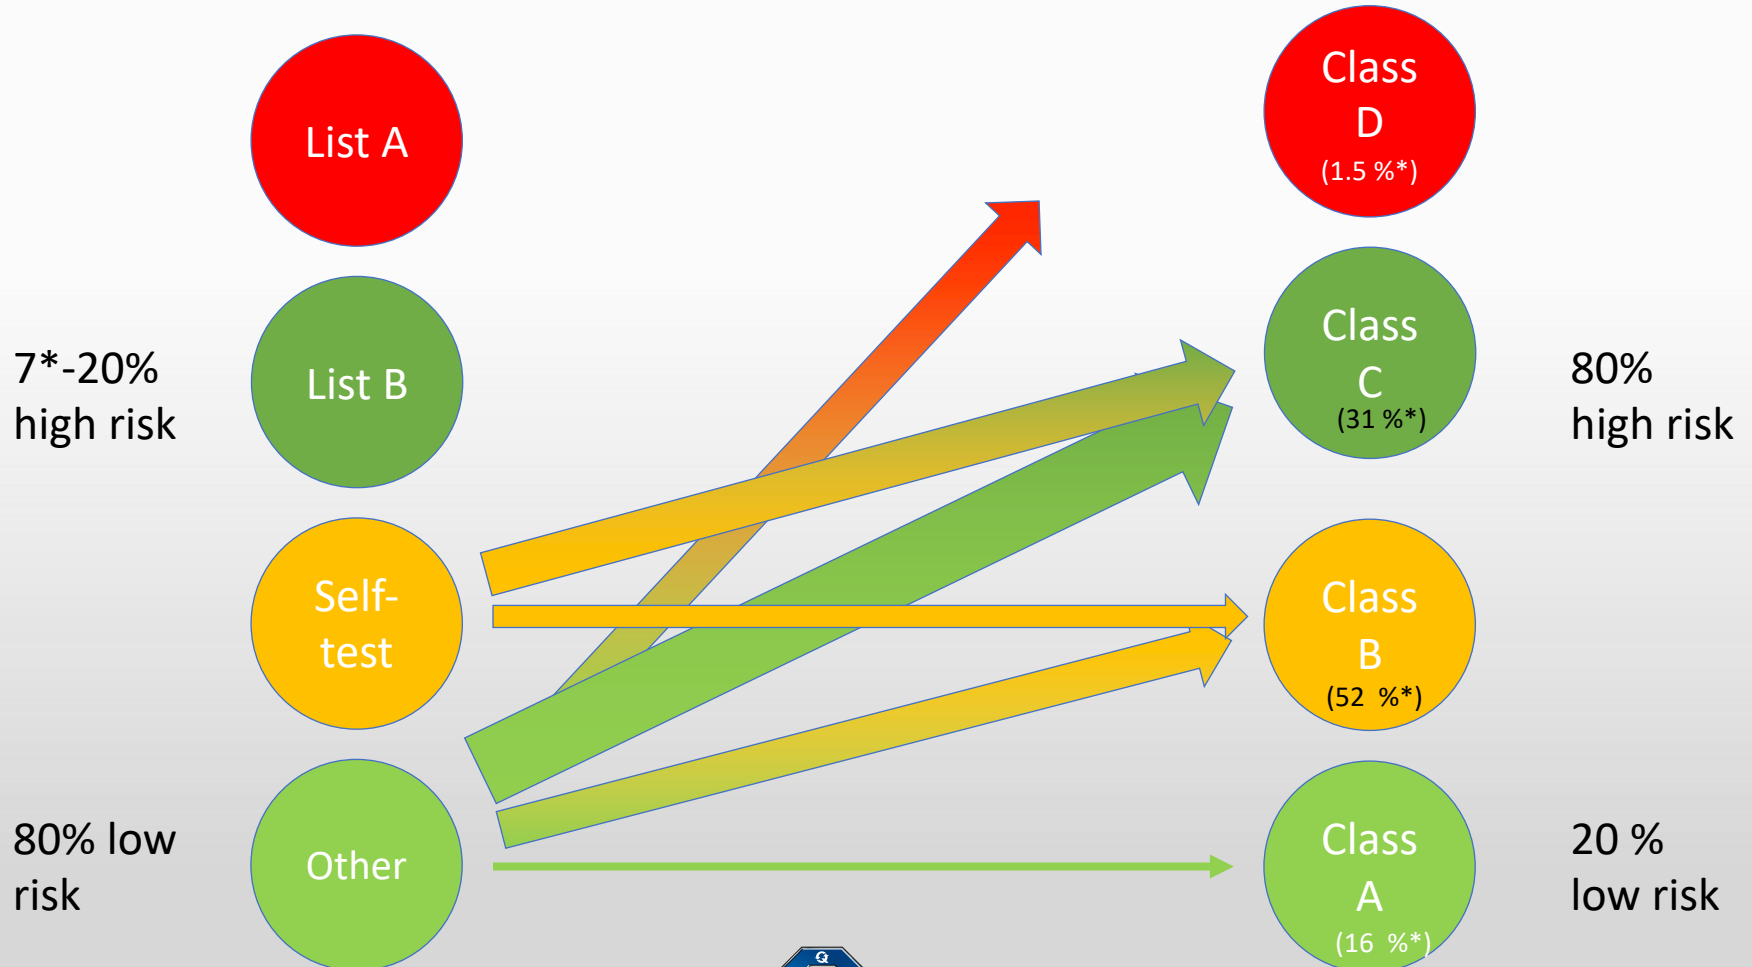 List A
List B
Self-
test
Other
7*-20%
high risk
80% low
risk
Class
D
(1.5 %*)
Class
C
(31 %*)
Class
B
(52  %*)
Class
A
(16  %*)
80%
high risk
20 %
low risk
Q